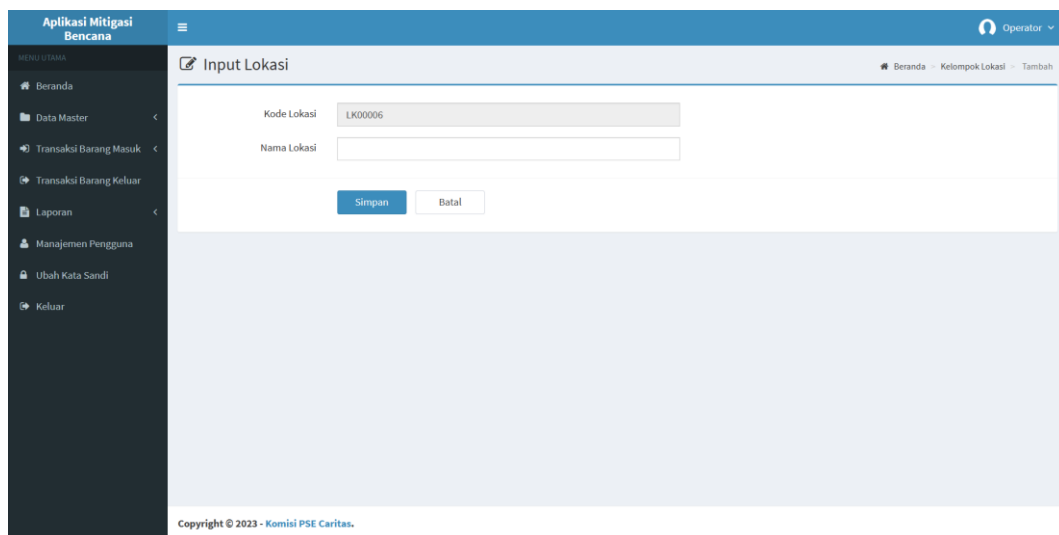 Aplikasi Mitigasi
Bencana
Operator
MENU UTAMA
Input Lokasi
Beranda > Kelompok Lokasi > Tambah
Beranda
Data Master
Transaksi Barang Masuk
Transaksi Barang Keluar
Laporan
Manajemen Pengguna
Ubah Kata Sandi
Keluar
Kode Lokasi LK00006
Nama Lokasi
Simpan Batal
Copyright © 2023 - Komisi PSE Caritas.